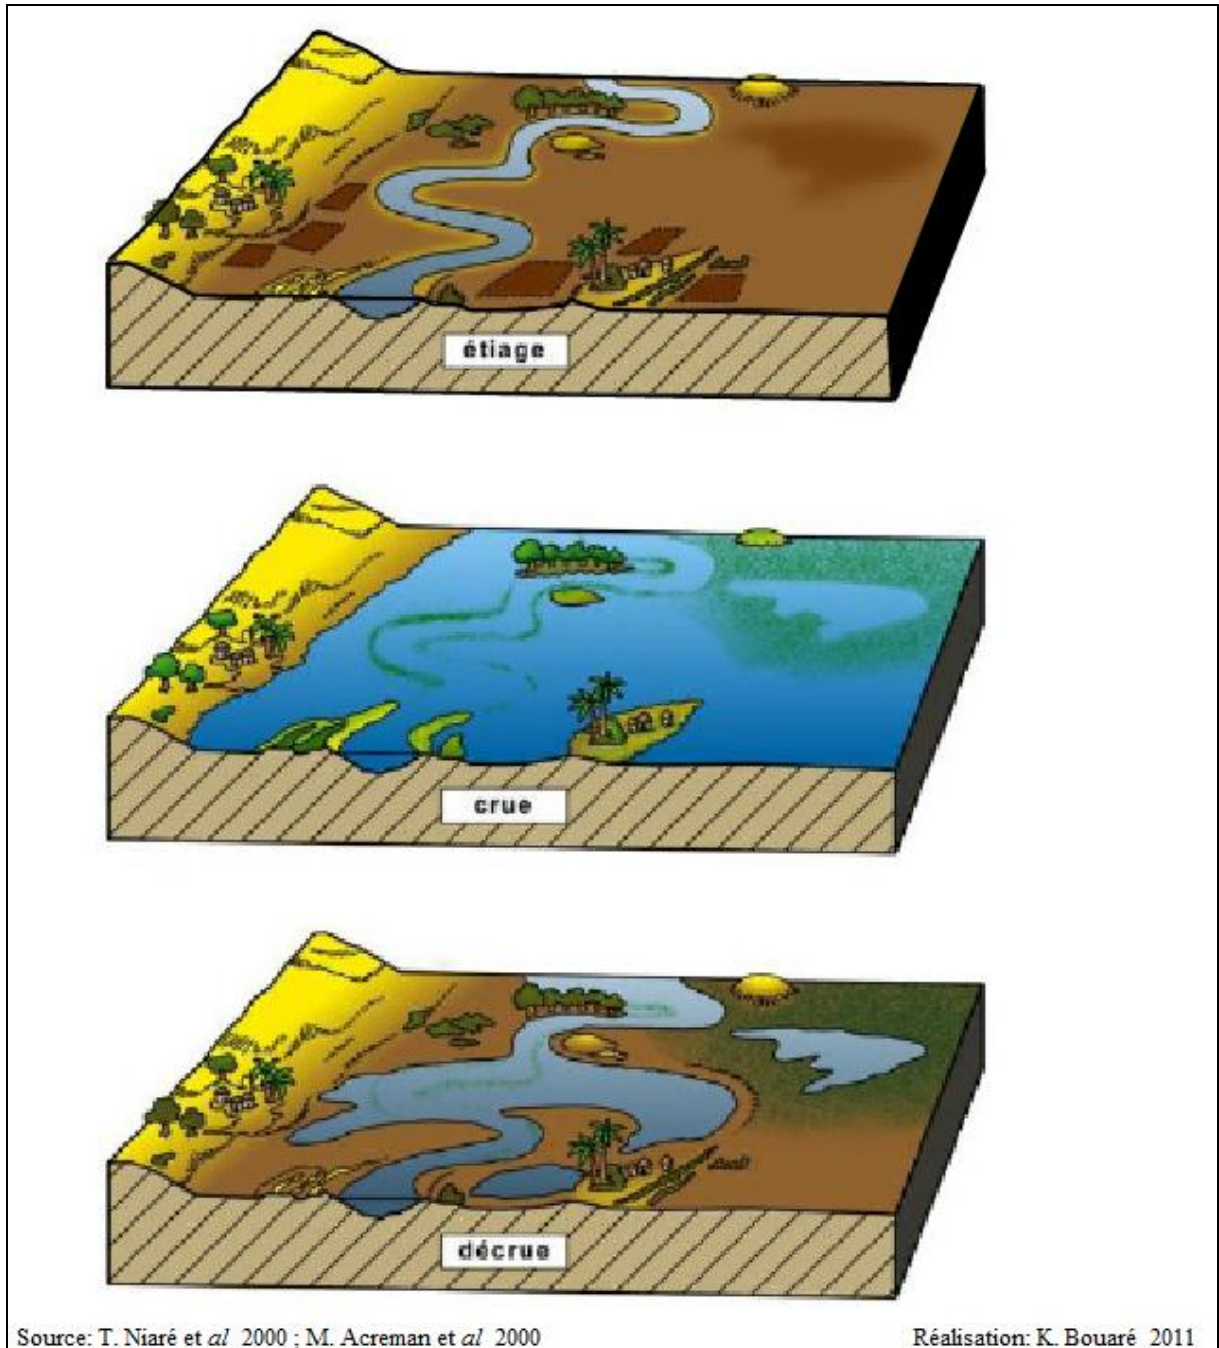 étiage
crue
décrue
Source: T. Niaré et al 2000 ; M. Acreman et al 2000
Réalisation: K. Bouaré 2011